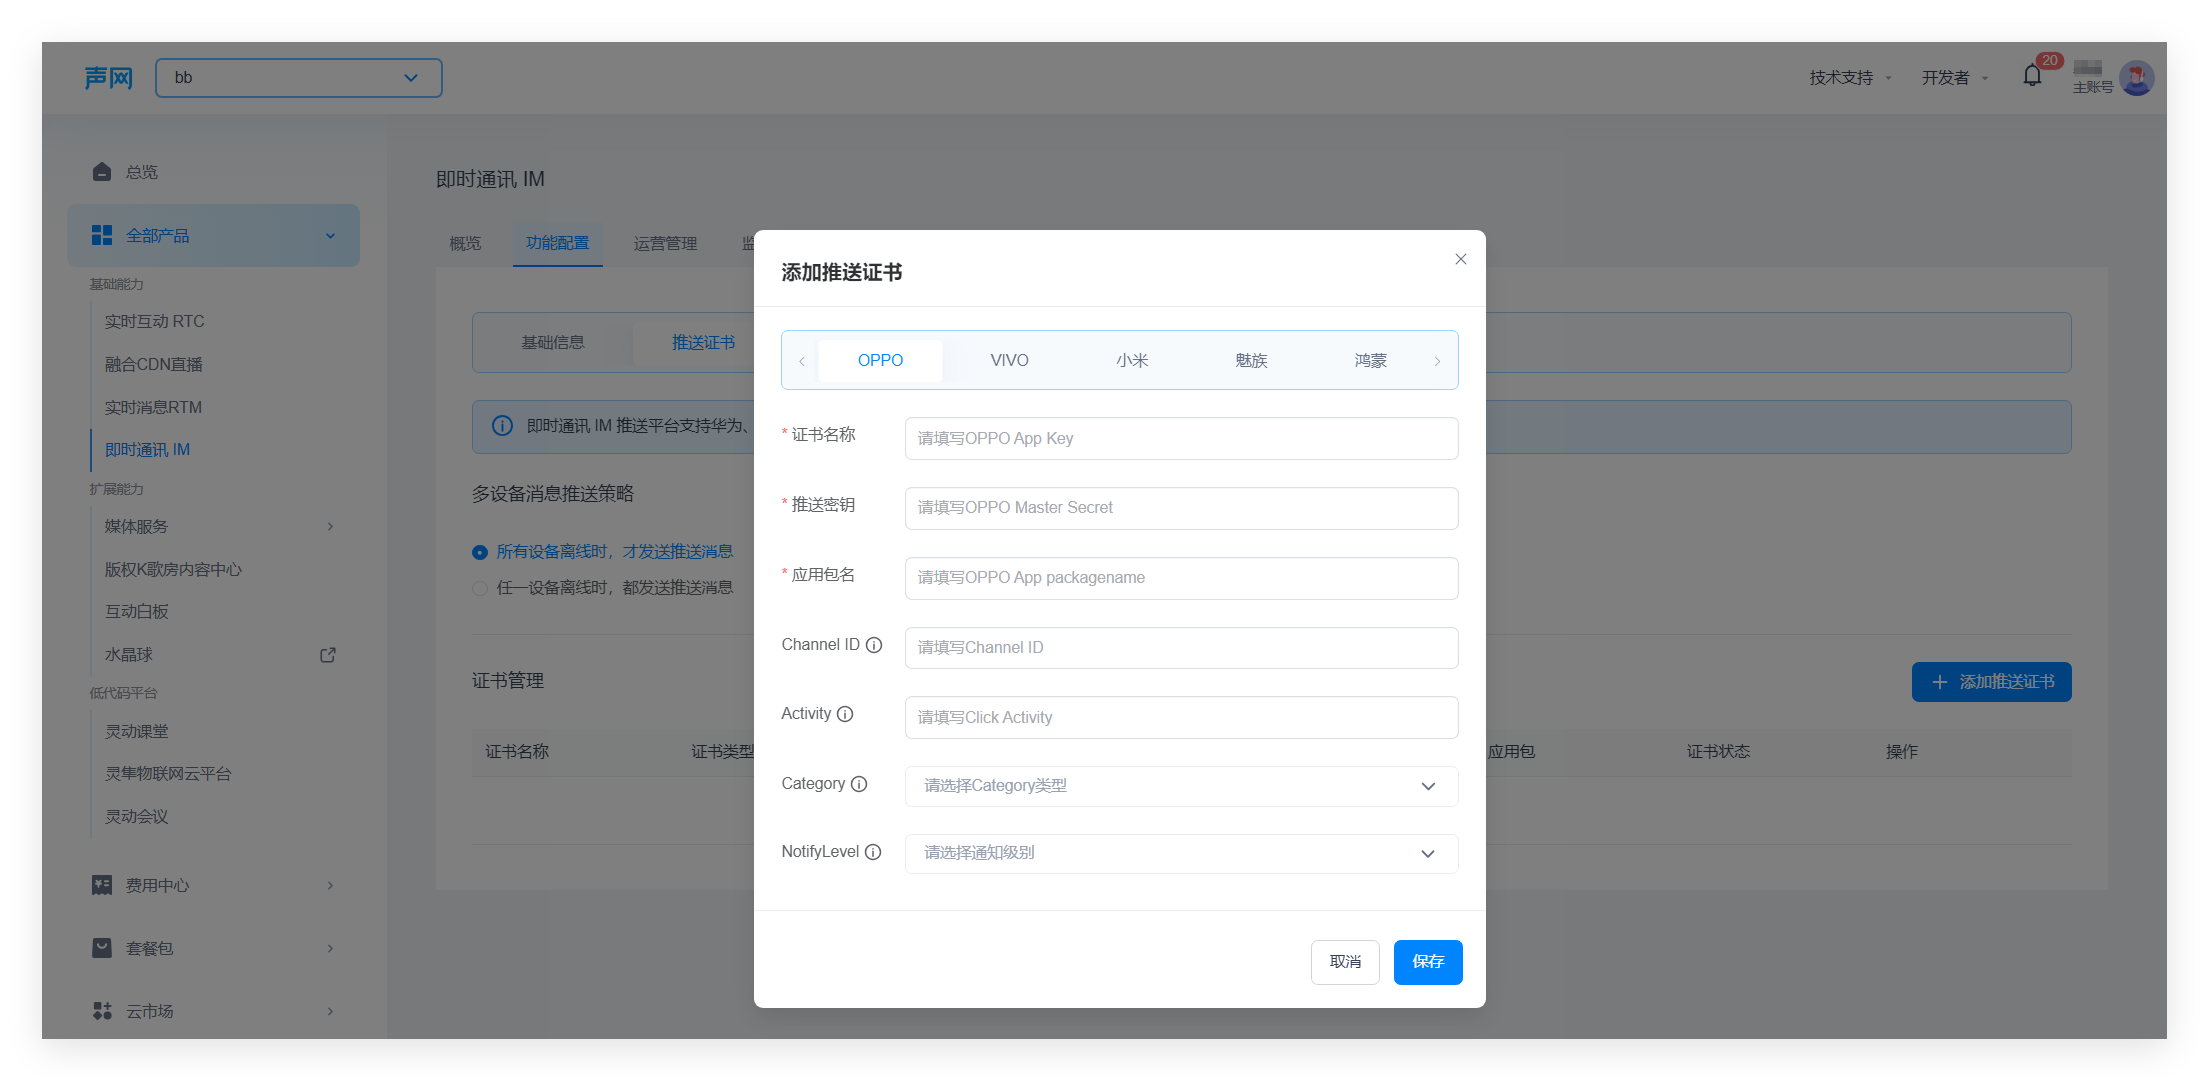 声网
bb
技术支持
开发者
20
主账号
总览
全部产品
基础能力
实时互动 RTC
融合CDN直播
实时消息RTM
即时通讯 IM
扩展能力
媒体服务
版权K歌房内容中心
互动白板
水晶球
低代码平台
灵动课堂
灵隼物联网云平台
灵动会议
费用中心
套餐包
云市场
即时通讯 IM
概览
功能配置
运营管理
监
基础信息
推送证书
即时通讯 IM 推送平台支持华为、
多设备消息推送策略
所有设备离线时，才发送推送消息
任一设备离线时，都发送推送消息
证书管理
添加推送证书
证书名称
证书类型
应用包
证书状态
操作
添加推送证书
OPPO
VIVO
小米
魅族
鸿蒙
* 证书名称
请填写OPPO App Key
* 推送密钥
请填写OPPO Master Secret
* 应用包名
请填写OPPO App packagename
Channel ID
请填写Channel ID
Activity
请填写Click Activity
Category
请选择Category类型
NotifyLevel
请选择通知级别
取消
保存